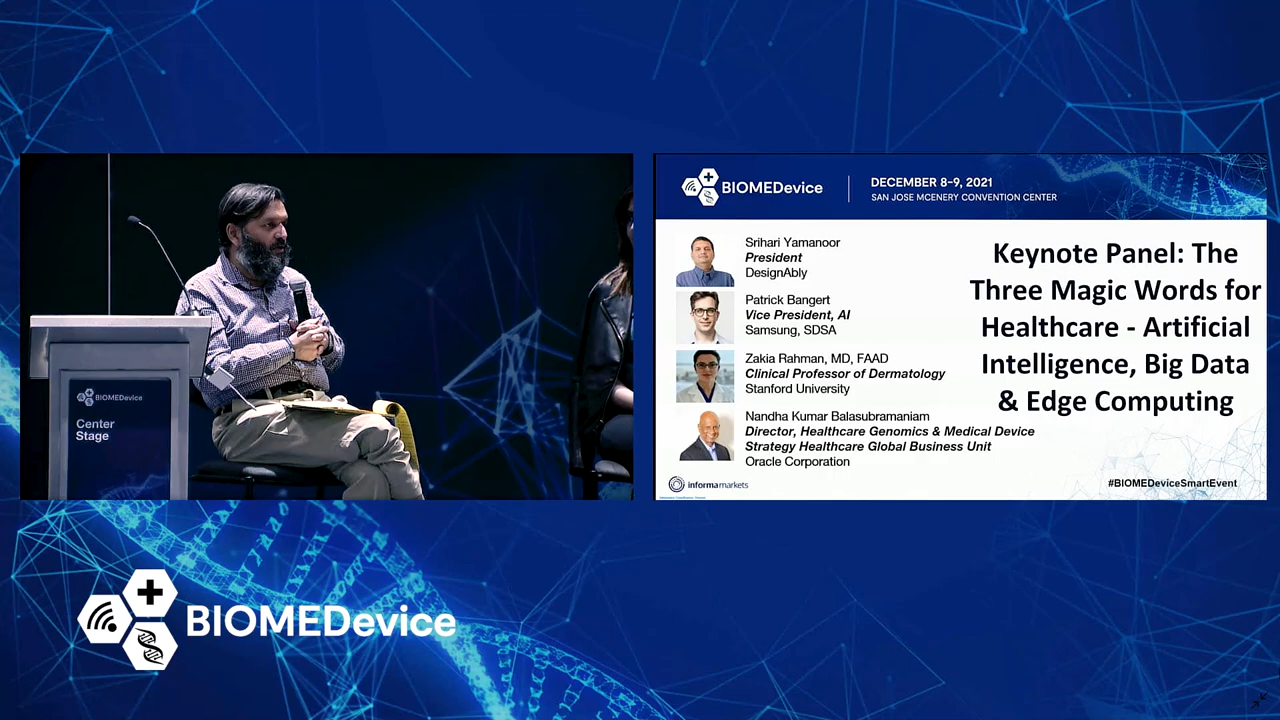 BIOMEDevice
Center
Stage
BIOMEDevice
DECEMBER 8-9, 2021
SAN JOSE MCENERY CONVENTION CENTER
Srihari Yamanoor
President
DesignAbly
Patrick Bangert
Vice President, AI
Samsung, SDSA
Zakia Rahman, MD, FAAD
Clinical Professor of Dermatology
Stanford University
Nandha Kumar Balasubramaniam
Director, Healthcare Genomics & Medical Device
Strategy Healthcare Global Business Unit
Oracle Corporation
Keynote Panel: The
Three Magic Words for
Healthcare - Artificial
Intelligence, Big Data
& Edge Computing
informamarkets
#BIOMEDeviceSmartEvent
BIOMEDevice